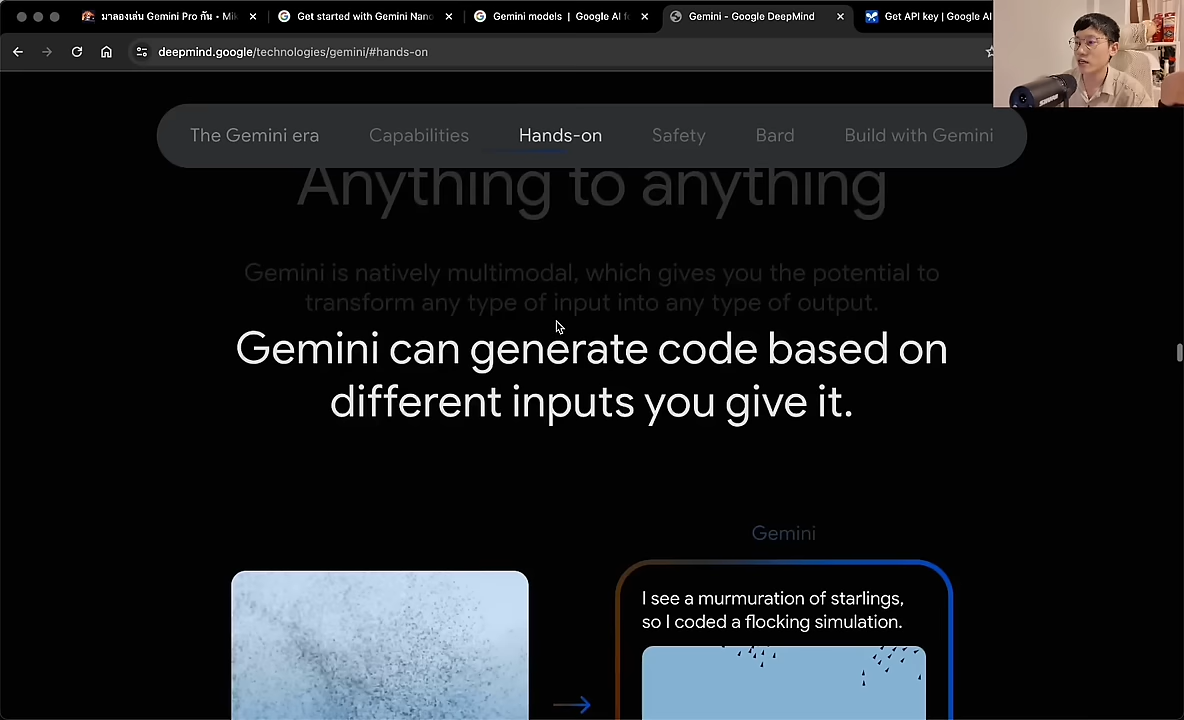 มาลองเล่น Gemini Pro กัน • Mik
Get started with Gemini Nano
Gemini models | Google AI fo
Gemini - Google DeepMind
Get API key | Google AI
deepmind.google/technologies/gemini/#hands-on
The Gemini era
Capabilities
Hands-on
Safety
Bard
Build with Gemini
Anything to anything
Gemini is natively multimodal, which gives you the potential to
transform any type of input into any type of output.
Gemini can generate code based on
different inputs you give it.
Gemini
I see a murmuration of starlings,
so I coded a flocking simulation.